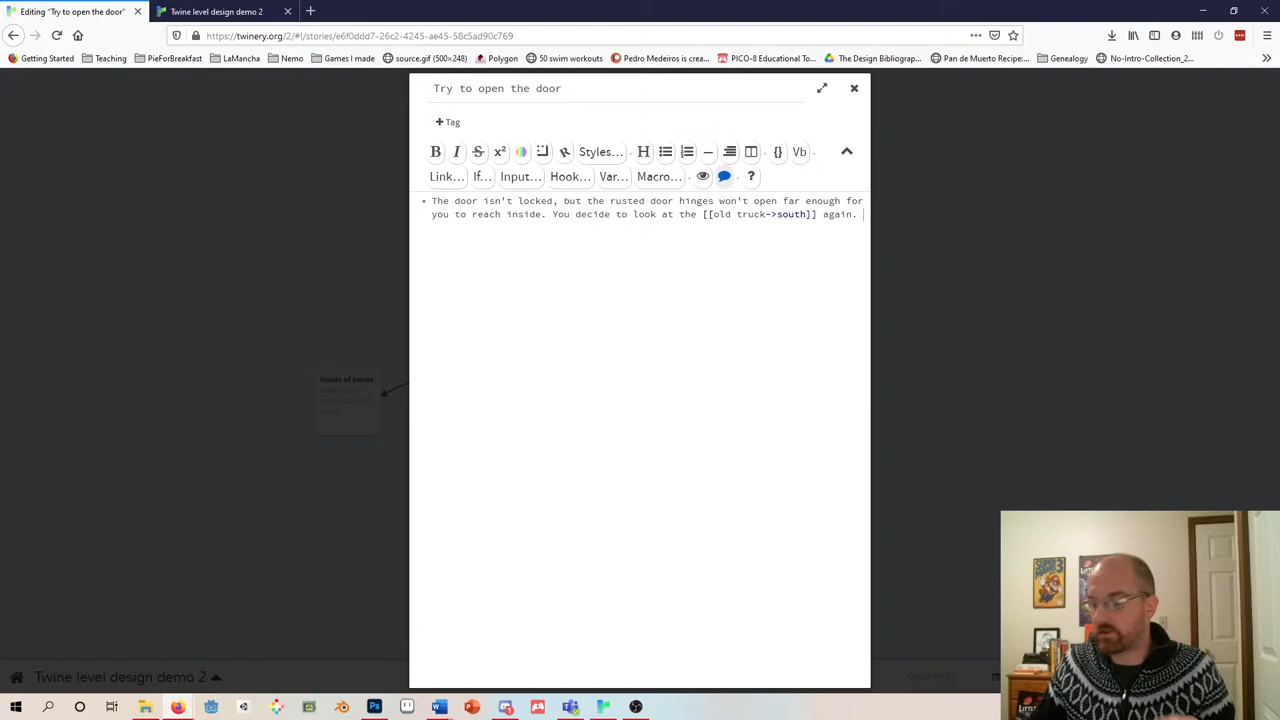 Editing "Try to open the door"
Twine level design demo 2
https://twinery.org/2/#!/stories/e6f0ddd7-26c2-4245-ae45-58c5ad90c769
Getting Started
Teaching
PieForBreakfast
LaMancha
Nemo
Games I made
source.gif (500×248)
Polygon
50 swim workouts
Pedro Medeiros is crea...
PICO-8 Educational To...
The Design Bibliograp...
Pan de Muerto Recipe:...
Genealogy
No-Intro-Collection_2...
Try to open the door
+ Tag
B I S x² Styles... H {} Vb
Link... If... Input... Hook... Var... Macro... ?
The door isn't locked, but the rusted door hinges won't open far enough for
you to reach inside. You decide to look at the [[old truck->south]] again.
Inside of house
Twine level design demo 2
Quick Find